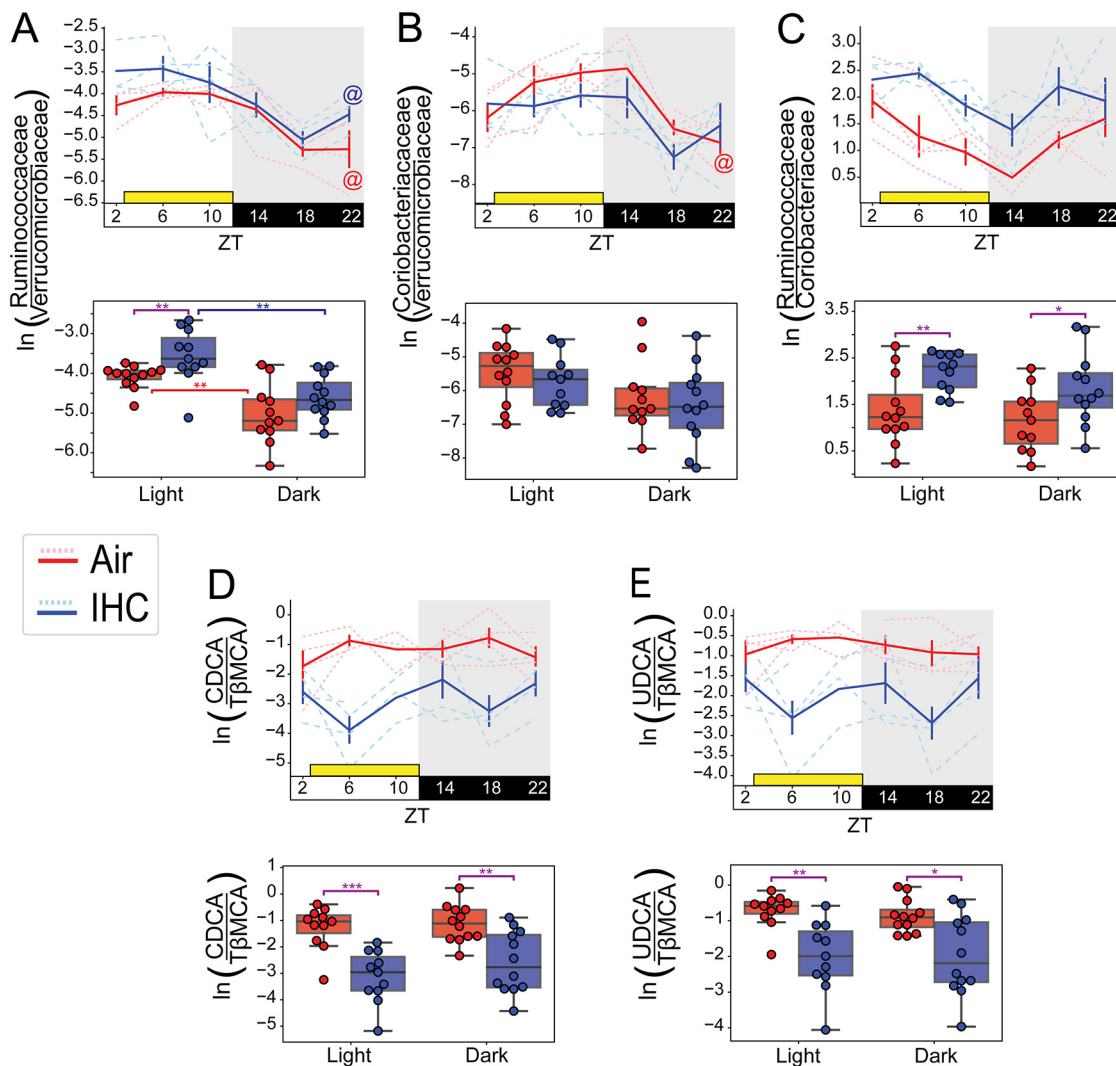 A
B
C
ln (Ruminococcaceae
Verrucomicrobiaceae)
−2.5
−3.0
−3.5
−4.0
−4.5
−5.0
−5.5
−6.0
−6.5
@
@
2 6 10 14 18 22
ZT
ln (Coriobacteriacaceae
Verrucomicrobiaceae)
−4
−5
−6
−7
−8
@
2 6 10 14 18 22
ZT
ln (Ruminococcaceae
Coriobacteriaceae)
3.0
2.5
2.0
1.5
1.0
0.5
2 6 10 14 18 22
ZT
** **
**
−3.0
−4.0
−5.0
−6.0
Light Dark
−4
−5
−6
−7
−8
Light Dark
** *
3.5
2.5
1.5
0.5
Light Dark
Air
IHC
D
E
ln (CDCA
TβMCA)
0
−1
−2
−3
−4
−5
2 6 10 14 18 22
ZT
ln (UDCA
TβMCA)
0.0
−0.5
−1.0
−1.5
−2.0
−2.5
−3.0
−3.5
−4.0
2 6 10 14 18 22
ZT
ln (CDCA
TβMCA)
*** **
1
0
−1
−2
−3
−4
−5
Light Dark
ln (UDCA
TβMCA)
** *
0
−1
−2
−3
−4
Light Dark